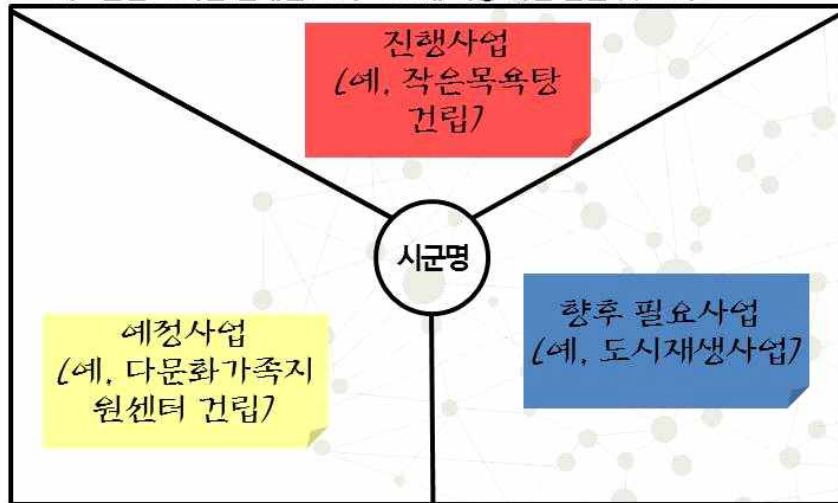 진행사업
(예, 작은목욕탕
건립)
시군명
예정사업
(예, 다문화가족지
원센터 건립)
향후 필요사업
(예, 도시재생사업)